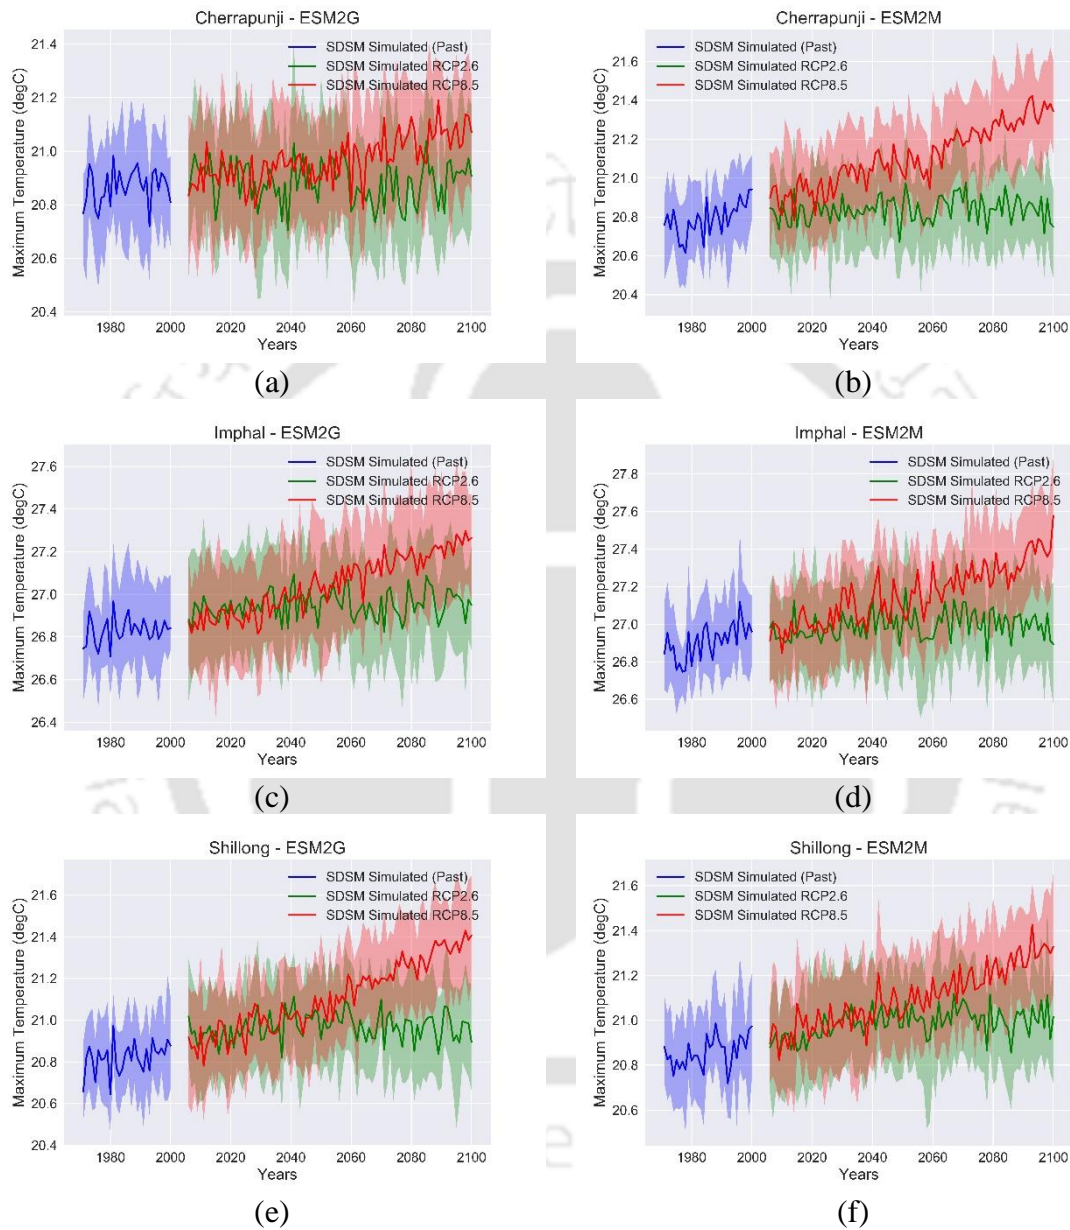 Cherrapunji - ESM2G
Maximum Temperature (degC)
21.4
21.2
21.0
20.8
20.6
20.4
SDSM Simulated (Past)
SDSM Simulated RCP2.6
SDSM Simulated RCP8.5
1980 2000 2020 2040 2060 2080 2100
Years
(a)
Cherrapunji - ESM2M
Maximum Temperature (degC)
21.6
21.4
21.2
21.0
20.8
20.6
20.4
SDSM Simulated (Past)
SDSM Simulated RCP2.6
SDSM Simulated RCP8.5
1980 2000 2020 2040 2060 2080 2100
Years
(b)
Imphal - ESM2G
Maximum Temperature (degC)
27.6
27.4
27.2
27.0
26.8
26.6
26.4
SDSM Simulated (Past)
SDSM Simulated RCP2.6
SDSM Simulated RCP8.5
1980 2000 2020 2040 2060 2080 2100
Years
(c)
Imphal - ESM2M
Maximum Temperature (degC)
27.8
27.6
27.4
27.2
27.0
26.8
26.6
SDSM Simulated (Past)
SDSM Simulated RCP2.6
SDSM Simulated RCP8.5
1980 2000 2020 2040 2060 2080 2100
Years
(d)
Shillong - ESM2G
Maximum Temperature (degC)
21.6
21.4
21.2
21.0
20.8
20.6
20.4
SDSM Simulated (Past)
SDSM Simulated RCP2.6
SDSM Simulated RCP8.5
1980 2000 2020 2040 2060 2080 2100
Years
(e)
Shillong - ESM2M
Maximum Temperature (degC)
21.6
21.4
21.2
21.0
20.8
20.6
SDSM Simulated (Past)
SDSM Simulated RCP2.6
SDSM Simulated RCP8.5
1980 2000 2020 2040 2060 2080 2100
Years
(f)